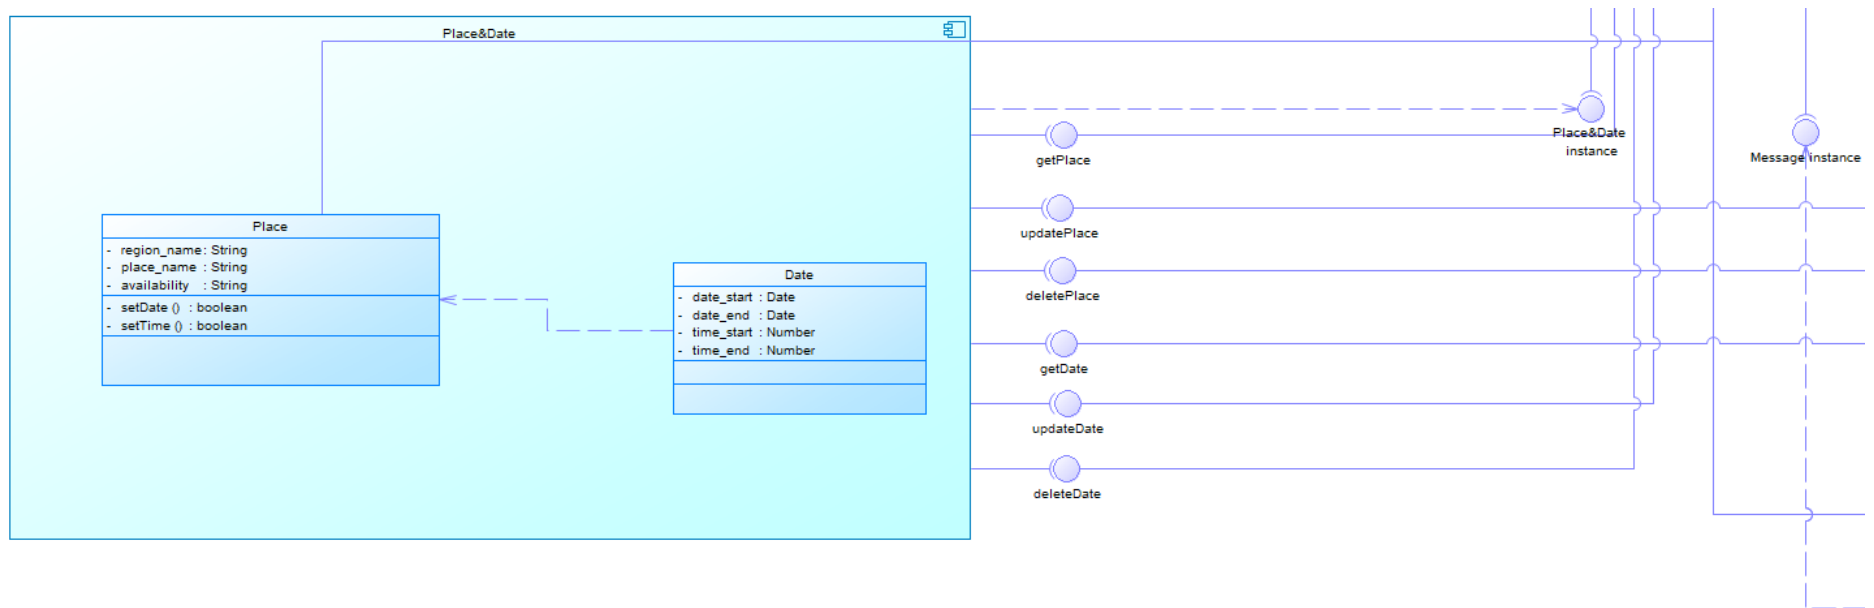 Place&Date
Place
- region_name : String
- place_name : String
- availability : String
- setDate () : boolean
- setTime () : boolean
Date
- date_start : Date
- date_end : Date
- time_start : Number
- time_end : Number
getPlace
updatePlace
deletePlace
getDate
updateDate
deleteDate
Place&Date
instance
Message instance